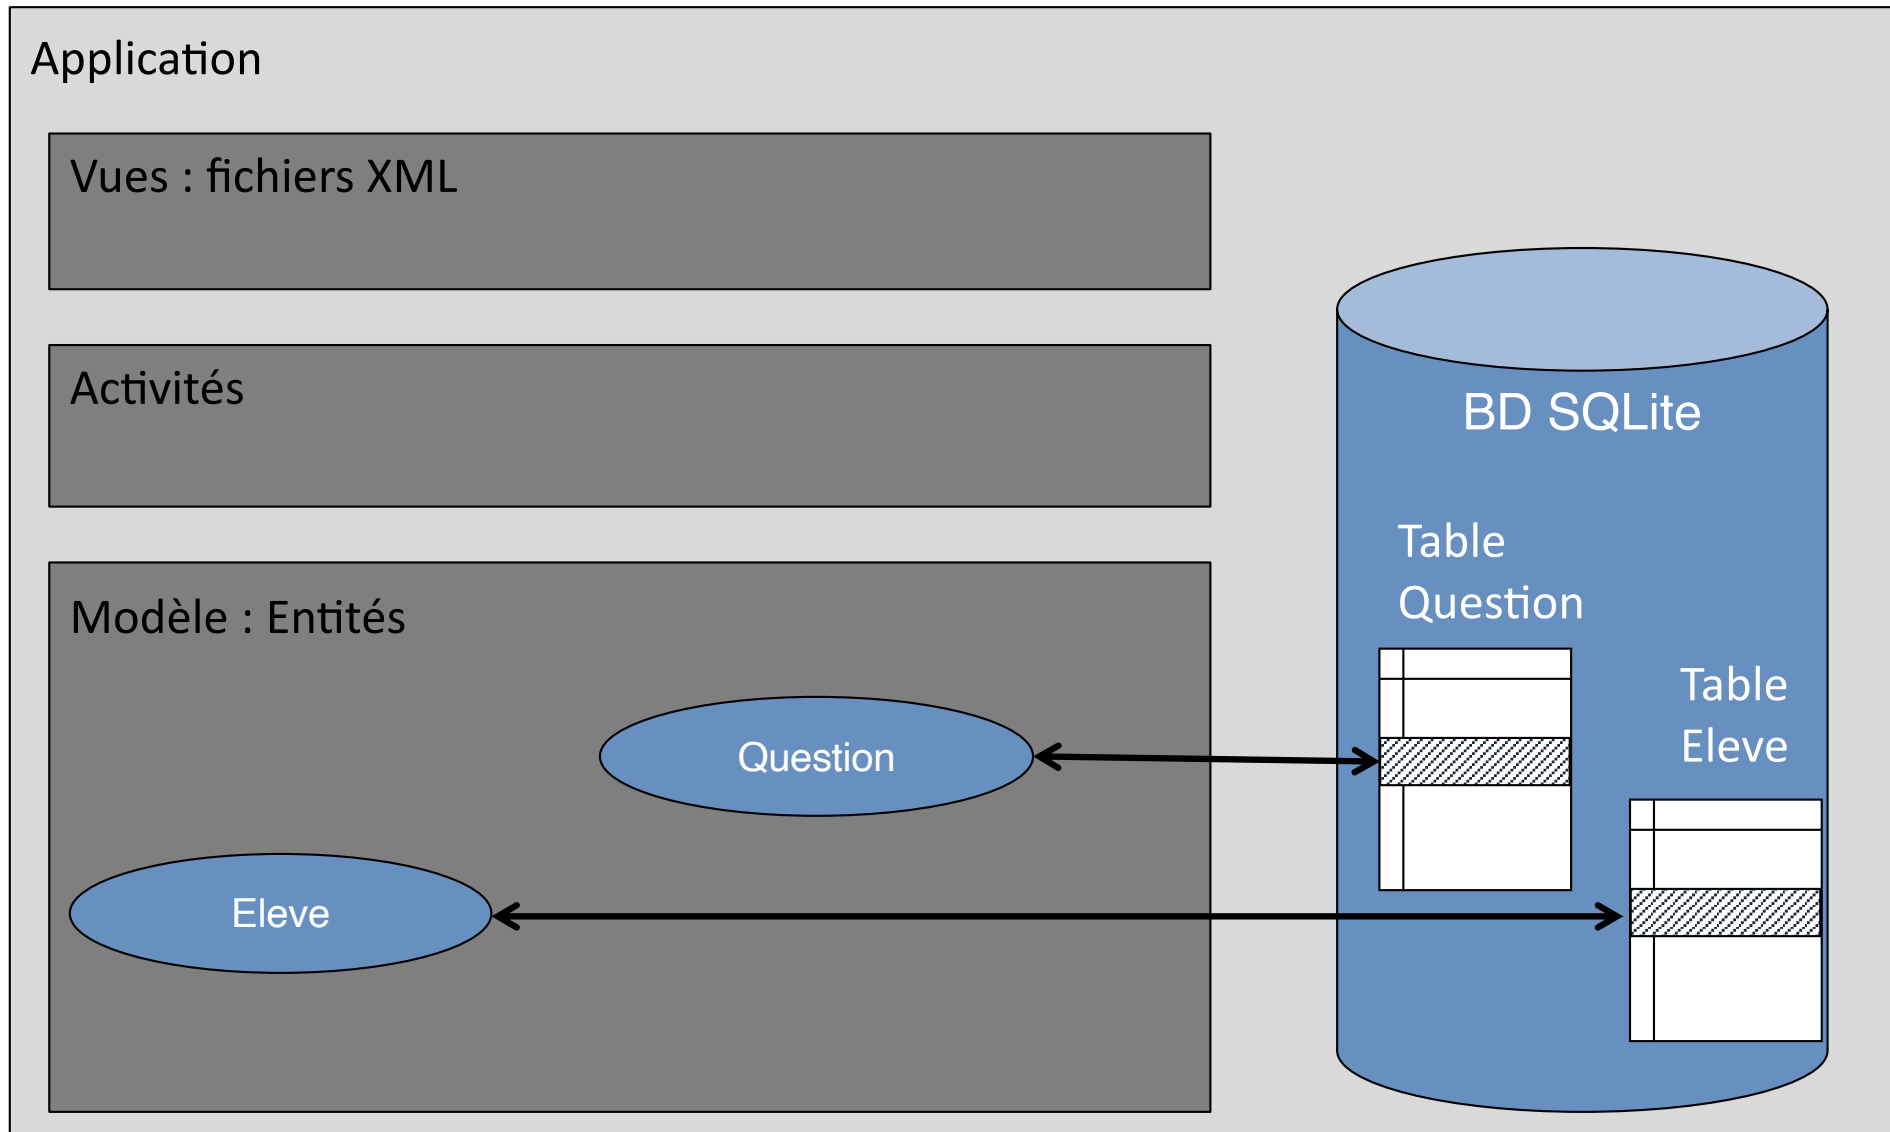 Application
Vues : fichiers XML
Activités
BD SQLite
Table
Question
Modèle : Entités
Table
Eleve
Question
Eleve